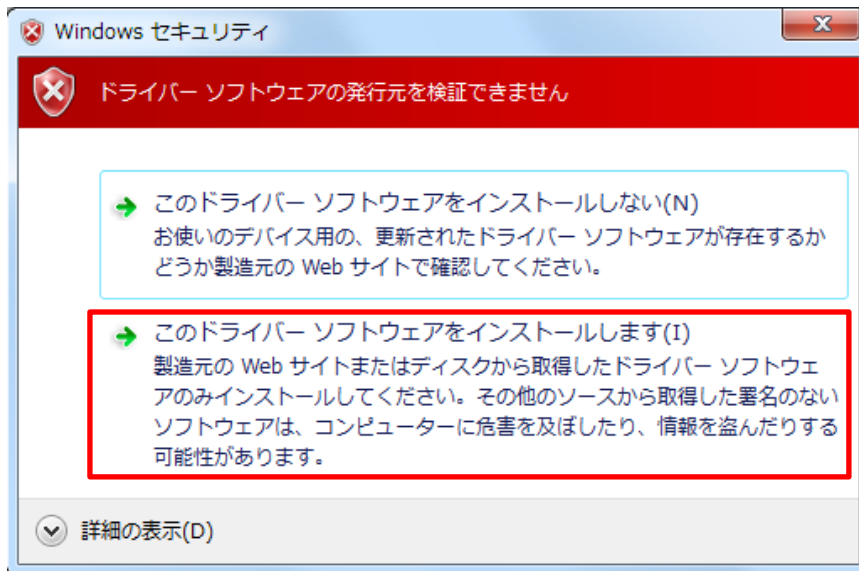 Windows セキュリティ
ドライバー ソフトウェアの発行元を検証できません
このドライバー ソフトウェアをインストールしない(N)
お使いのデバイス用の、更新されたドライバー ソフトウェアが存在するか
どうか製造元の Web サイトで確認してください。
このドライバー ソフトウェアをインストールします(I)
製造元の Web サイトまたはディスクから取得したドライバー ソフトウェ
アのみインストールしてください。その他のソースから取得した署名のない
ソフトウェアは、コンピューターに危害を及ぼしたり、情報を盗んだりする
可能性があります。
詳細の表示(D)